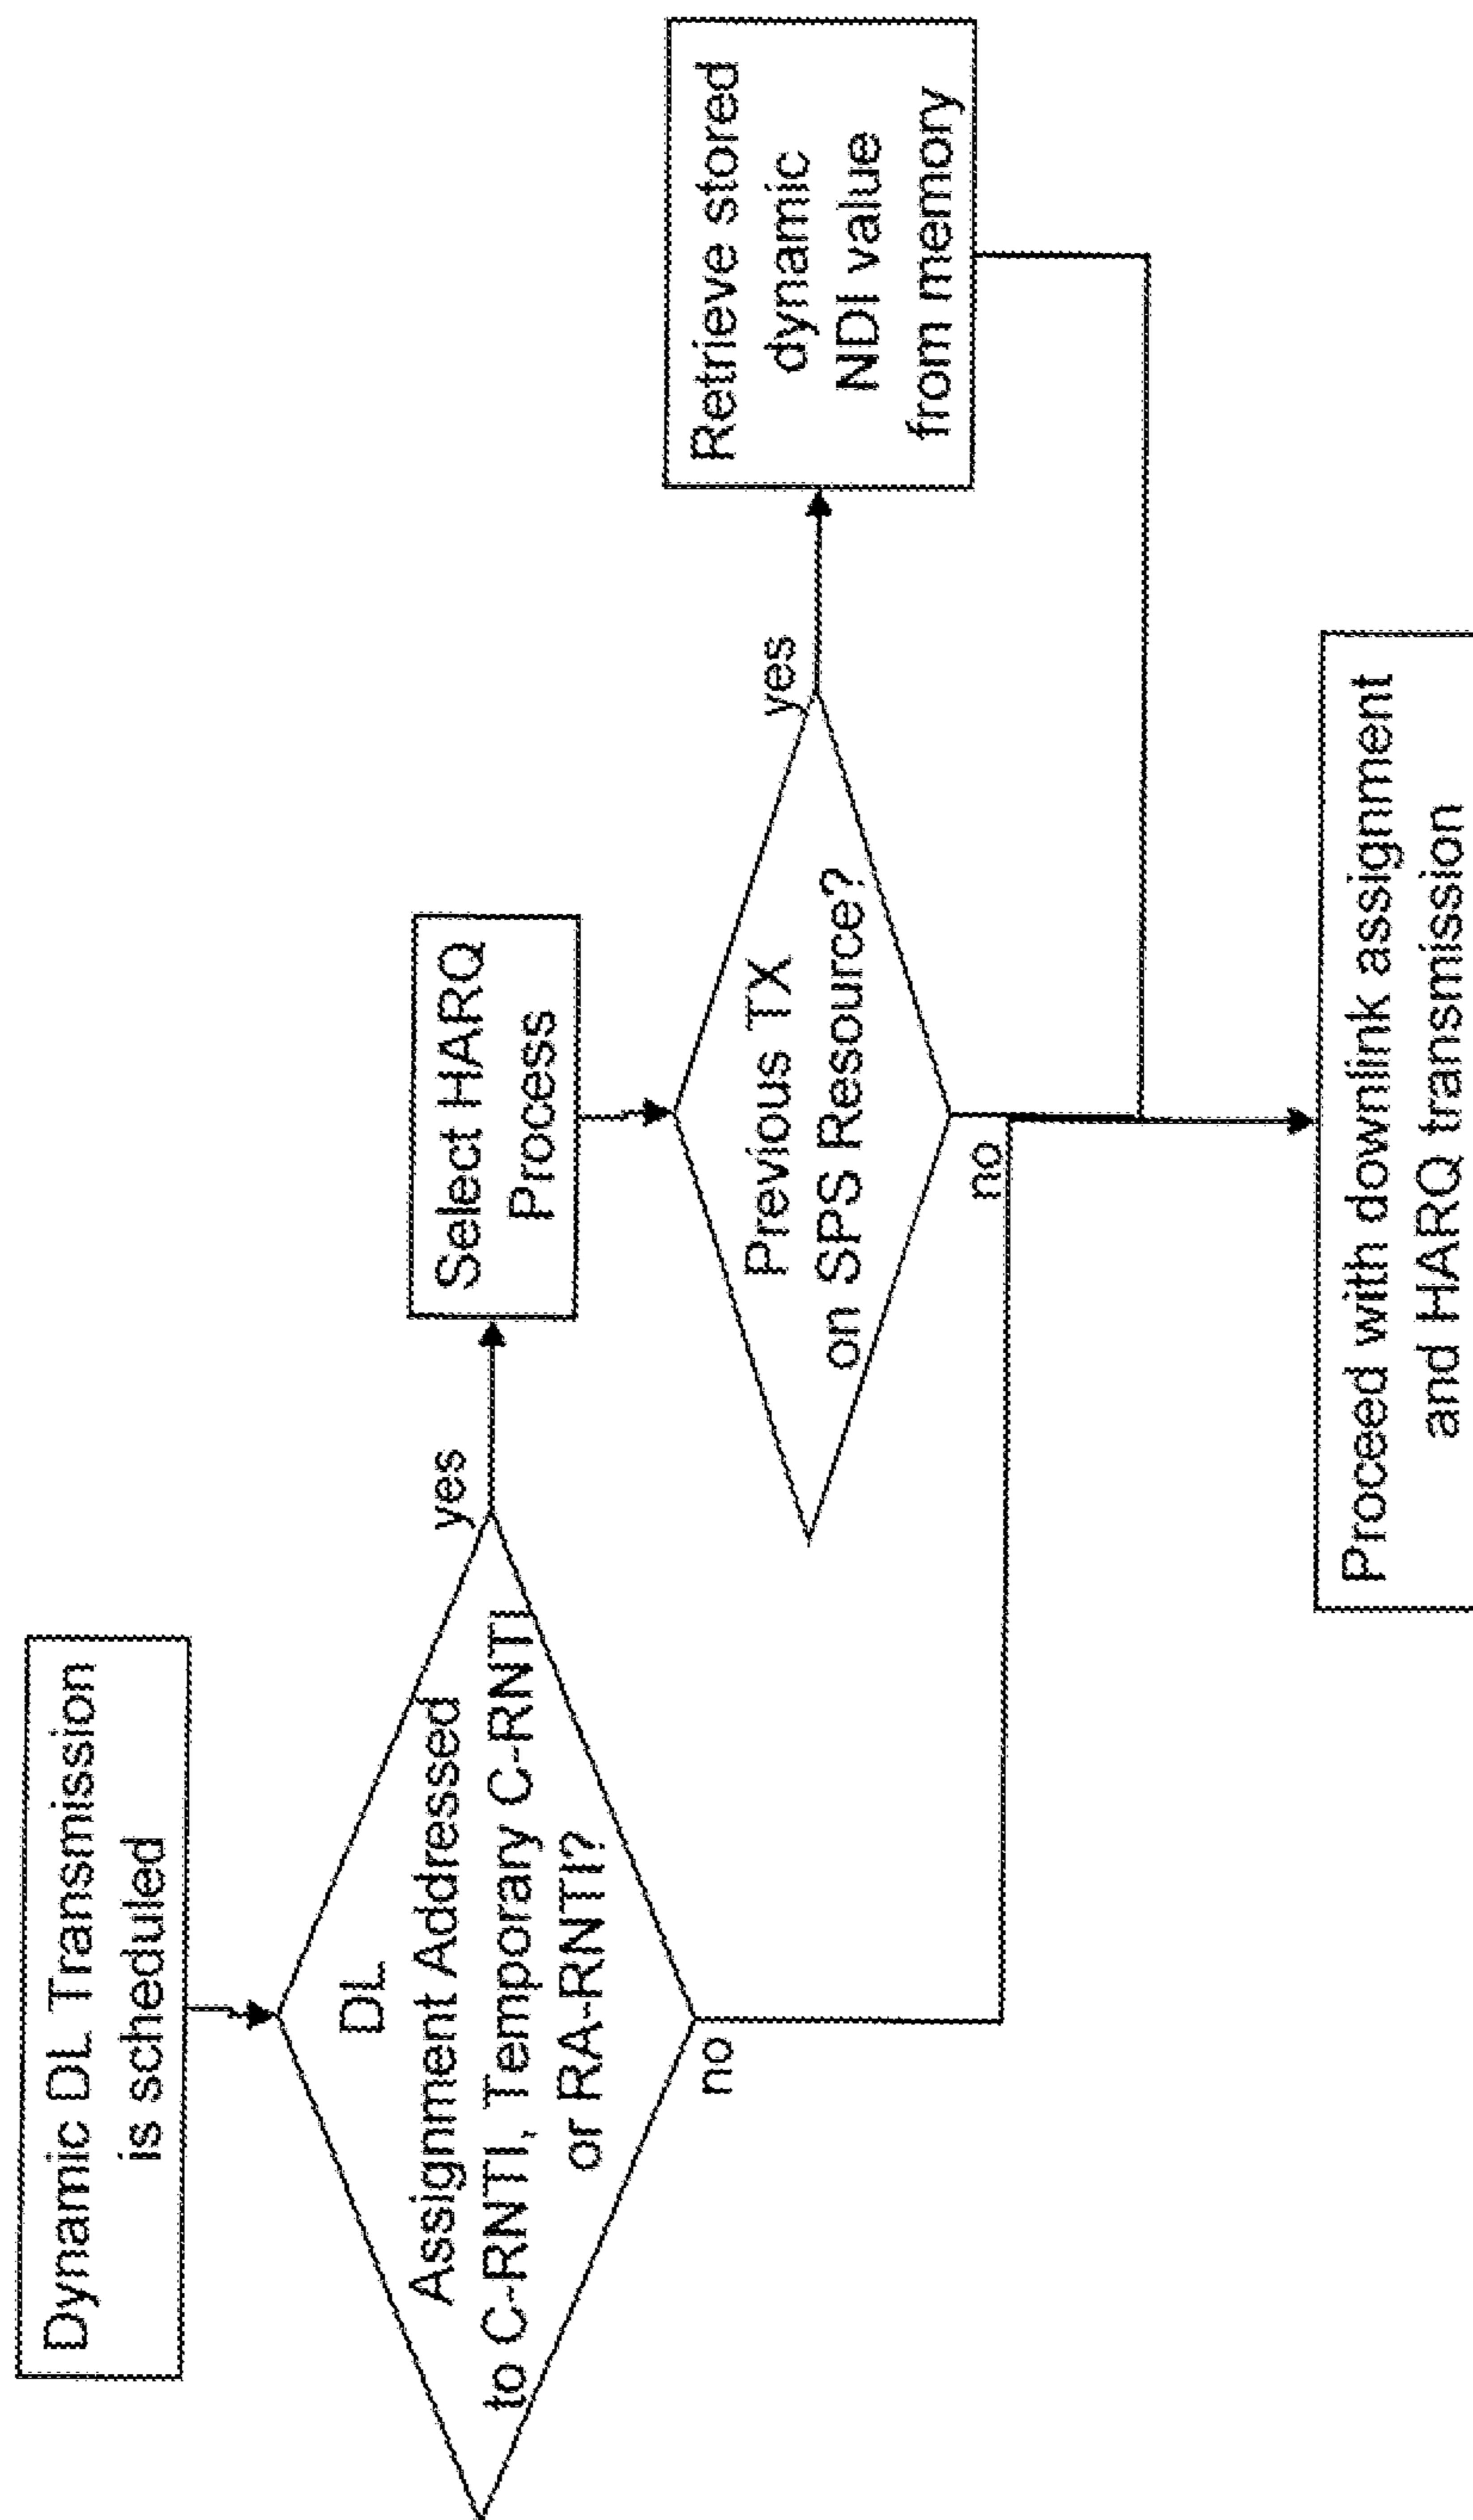 Dynamic DL Transmission
is scheduled
DL
Assignment Addressed
to C-RNTI, Temporary C-RNTI
or RA-RNTI?
yes
no
Select HARQ
Process
Previous TX
on SPS Resource?
yes
no
Retrieve stored
dynamic
NDI value
from memory
Proceed with downlink assignment
and HARQ transmission